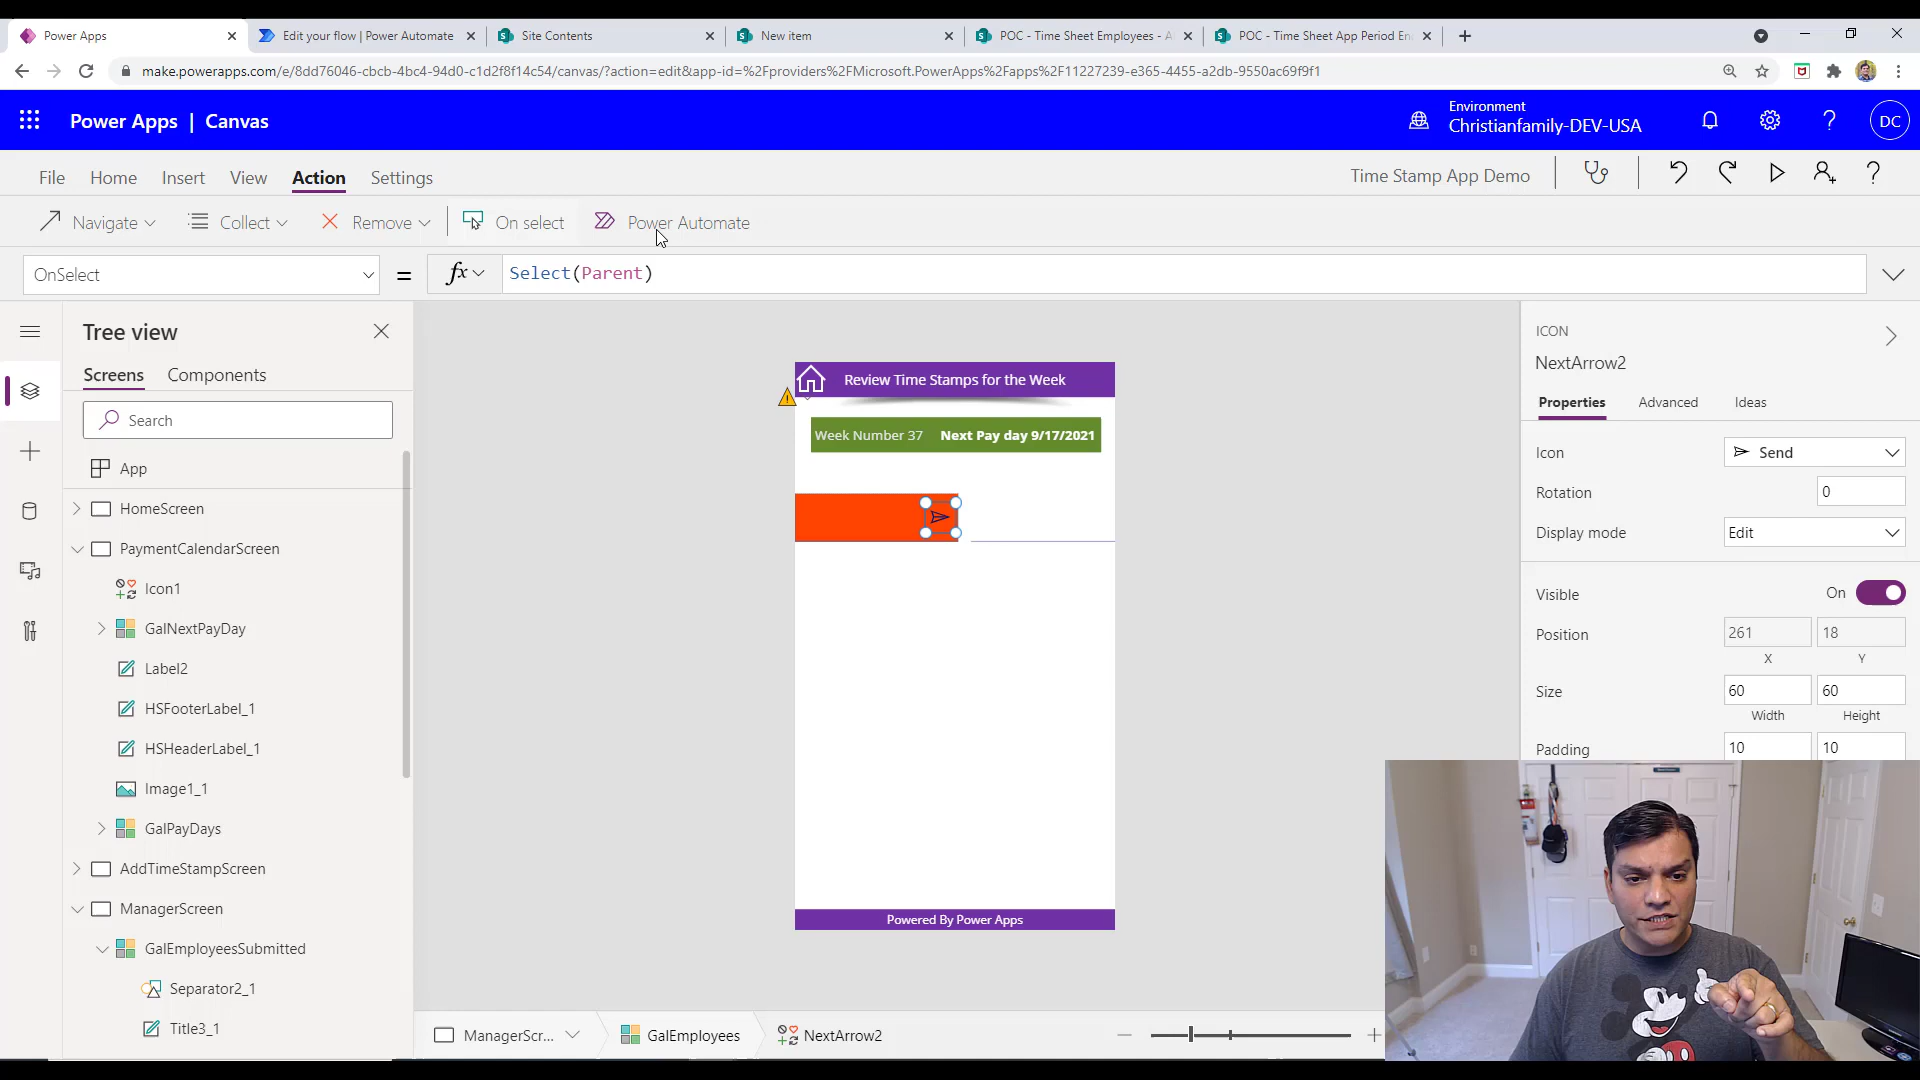 Power Apps
Edit your flow | Power Automate
Site Contents
New item
POC - Time Sheet Employees - A
POC - Time Sheet App Period En
make.powerapps.com/e/8dd76046-cbcb-4bc4-94d0-c1d2f8f14c54/canvas/?action=edit&app-id=%2Fproviders%2FMicrosoft.PowerApps%2Fapps%2F11227239-e365-4455-a2db-9550ac69f9f1
Power Apps | Canvas
Environment
Christianfamily-DEV-USA
DC
File Home Insert View Action Settings
Time Stamp App Demo
Navigate Collect Remove On select Power Automate
OnSelect = fx Select(Parent)
Tree view
Screens Components
Search
App
HomeScreen
PaymentCalendarScreen
Icon1
GalNextPayDay
Label2
HSFooterLabel_1
HSHeaderLabel_1
Image1_1
GalPayDays
AddTimeStampScreen
ManagerScreen
GalEmployeesSubmitted
Separator2_1
Title3_1
Review Time Stamps for the Week
Week Number 37 Next Pay day 9/17/2021
Powered By Power Apps
ManagerScr... GalEmployees NextArrow2
ICON
NextArrow2
Properties Advanced Ideas
Icon Send
Rotation 0
Display mode Edit
Visible On
Position 261 18
X Y
Size 60 60
Width Height
Padding 10 10